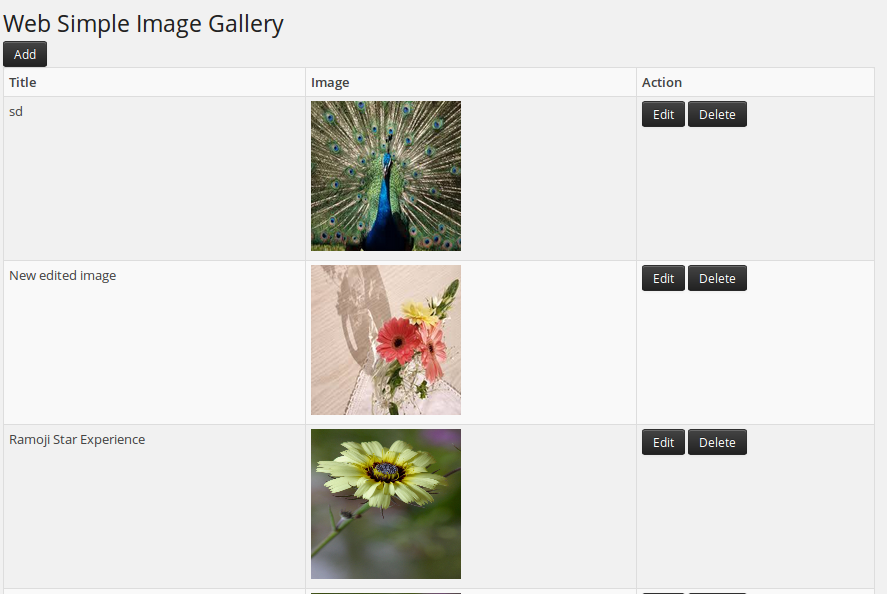 Web Simple Image Gallery
Add
Title Image Action
sd Edit Delete
New edited image Edit Delete
Ramoji Star Experience Edit Delete